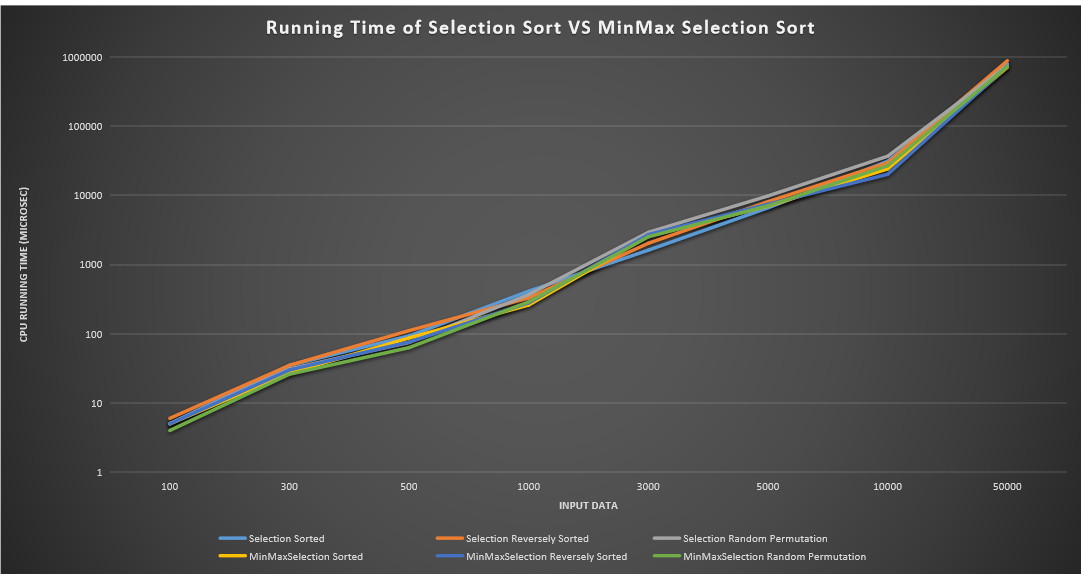 Running Time of Selection Sort VS MinMax Selection Sort
1000000
100000
10000
1000
100
10
1
CPU RUNNING TIME (MICROSEC)
100 300 500 1000 3000 5000 10000 50000
INPUT DATA
Selection Sorted Selection Reversely Sorted Selection Random Permutation
MinMaxSelection Sorted MinMaxSelection Reversely Sorted MinMaxSelection Random Permutation